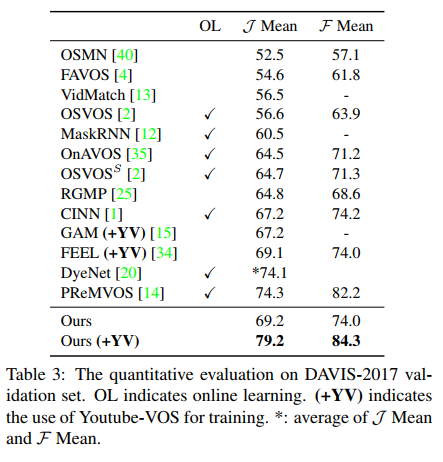 OL J Mean F Mean
OSMN [40] 52.5 57.1
FAVOS [4] 54.6 61.8
VidMatch [13] 56.5 -
OSVOS [2] ✓ 56.6 63.9
MaskRNN [12] ✓ 60.5 -
OnAVOS [35] ✓ 64.5 71.2
OSVOS^S [2] ✓ 64.7 71.3
RGMP [25] 64.8 68.6
CINN [1] ✓ 67.2 74.2
GAM (+YV) [15] 67.2 -
FEEL (+YV) [34] 69.1 74.0
DyeNet [20] ✓ *74.1
PReMVOS [14] ✓ 74.3 82.2
Ours 69.2 74.0
Ours (+YV) 79.2 84.3
Table 3: The quantitative evaluation on DAVIS-2017 val-
idation set. OL indicates online learning. (+YV) indicates
the use of Youtube-VOS for training. *: average of J Mean
and F Mean.